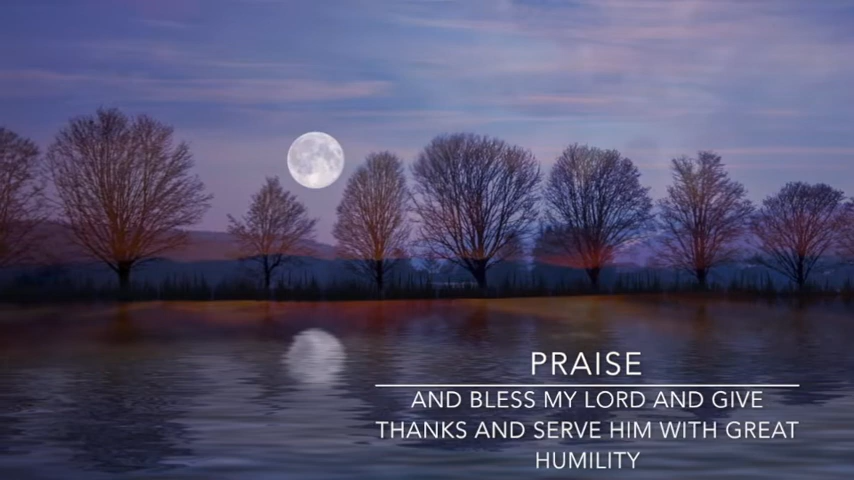 PRAISE
AND BLESS MY LORD AND GIVE
THANKS AND SERVE HIM WITH GREAT
HUMILITY